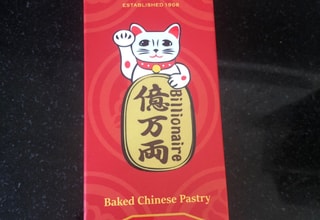 ESTABLISHED 1908
億万両
Billionaire
Baked Chinese Pastry